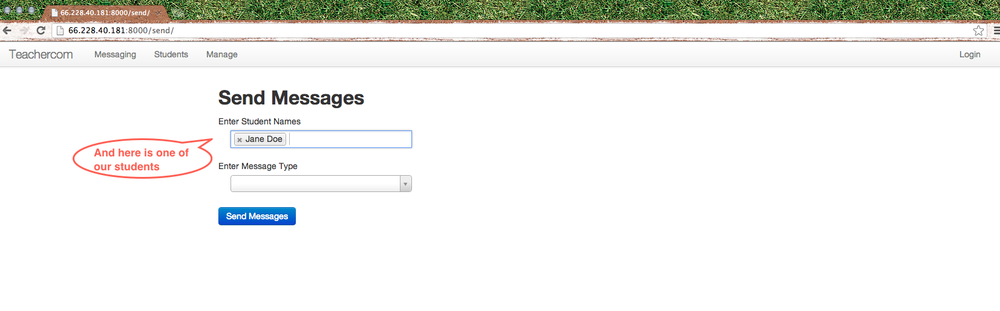 66.228.40.181:8000/send/
66.228.40.181:8000/send/
Teachercom Messaging Students Manage Login
Send Messages
Enter Student Names
Jane Doe
And here is one of
our students
Enter Message Type
Send Messages